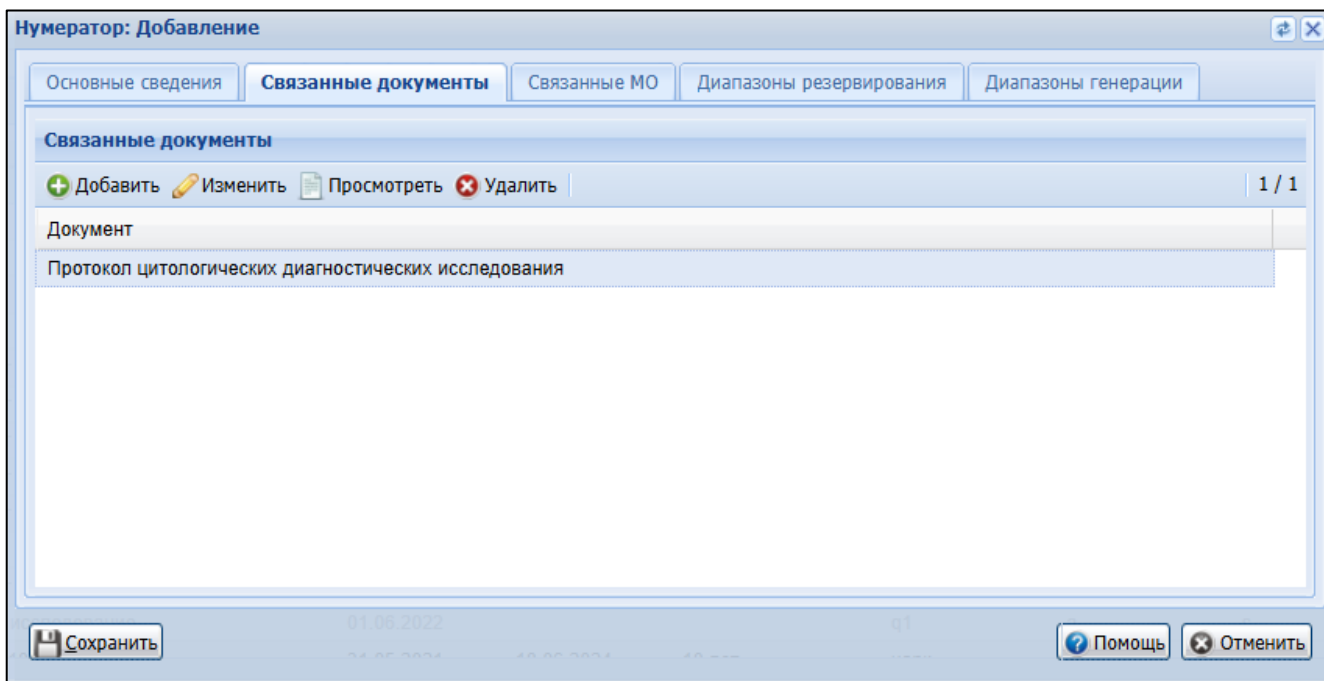 Нумератор: Добавление
Основные сведения Связанные документы Связанные МО Диапазоны резервирования Диапазоны генерации
Связанные документы
Добавить Изменить Просмотреть Удалить 1 / 1
Документ
Протокол цитологических диагностических исследования
01.06.2022 q1
Сохранить Помощь Отменить